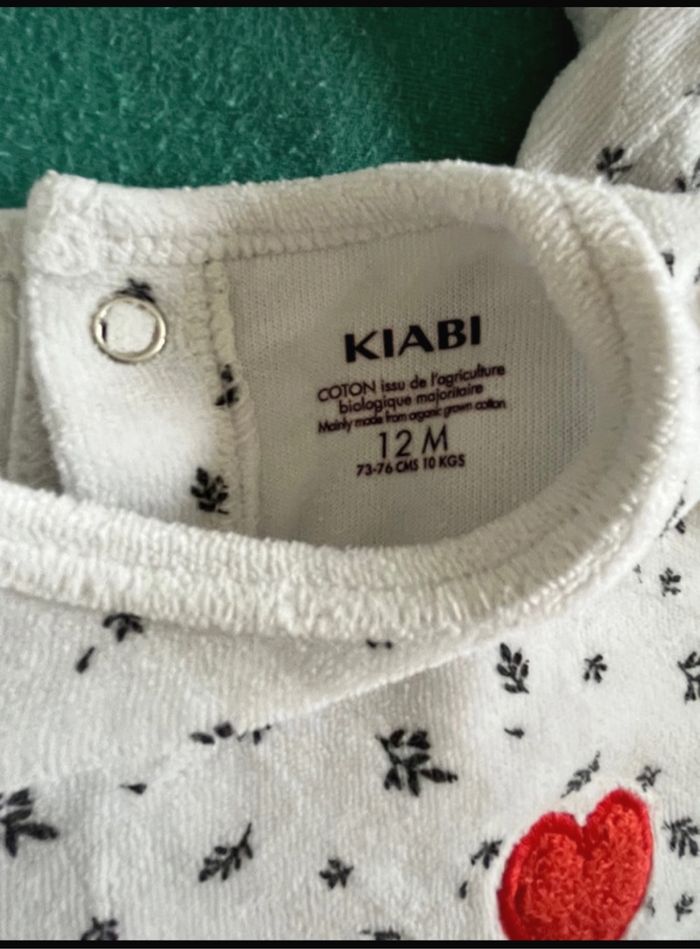 KIABI
COTON issu de l'agriculture
biologique majoritaire
Mainly made from organic grown cotton
12 M
73-76 CMS 10 KGS